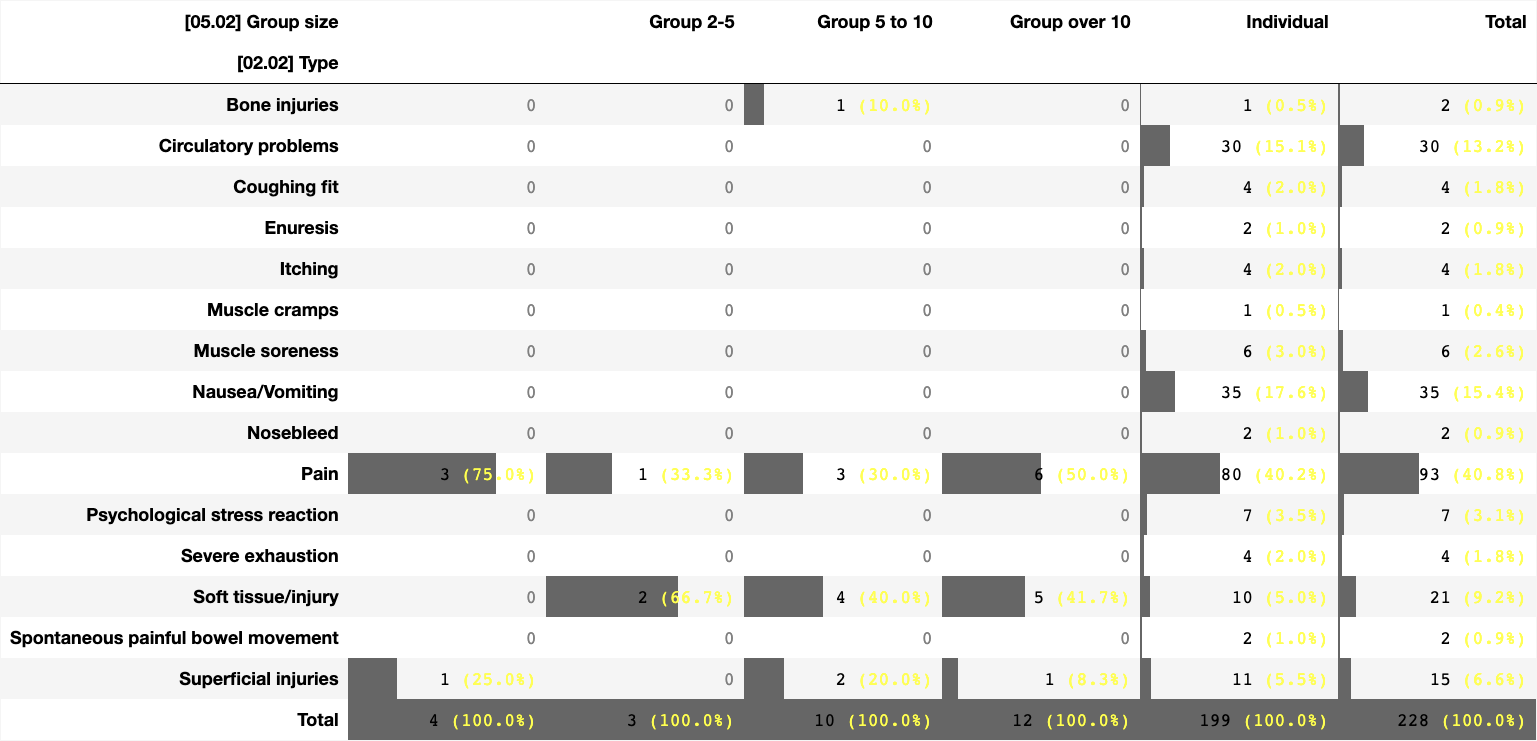 [05.02] Group size Group 2-5 Group 5 to 10 Group over 10 Individual Total
[02.02] Type
Bone injuries 0 0 1 (10.0%) 0 1 (0.5%) 2 (0.9%)
Circulatory problems 0 0 0 0 30 (15.1%) 30 (13.2%)
Coughing fit 0 0 0 0 4 (2.0%) 4 (1.8%)
Enuresis 0 0 0 0 2 (1.0%) 2 (0.9%)
Itching 0 0 0 0 4 (2.0%) 4 (1.8%)
Muscle cramps 0 0 0 0 1 (0.5%) 1 (0.4%)
Muscle soreness 0 0 0 0 6 (3.0%) 6 (2.6%)
Nausea/Vomiting 0 0 0 0 35 (17.6%) 35 (15.4%)
Nosebleed 0 0 0 0 2 (1.0%) 2 (0.9%)
Pain 3 (75.0%) 1 (33.3%) 3 (30.0%) 6 (50.0%) 80 (40.2%) 93 (40.8%)
Psychological stress reaction 0 0 0 0 7 (3.5%) 7 (3.1%)
Severe exhaustion 0 0 0 0 4 (2.0%) 4 (1.8%)
Soft tissue/injury 0 2 (66.7%) 4 (40.0%) 5 (41.7%) 10 (5.0%) 21 (9.2%)
Spontaneous painful bowel movement 0 0 0 0 2 (1.0%) 2 (0.9%)
Superficial injuries 1 (25.0%) 0 2 (20.0%) 1 (8.3%) 11 (5.5%) 15 (6.6%)
Total 4 (100.0%) 3 (100.0%) 10 (100.0%) 12 (100.0%) 199 (100.0%) 228 (100.0%)